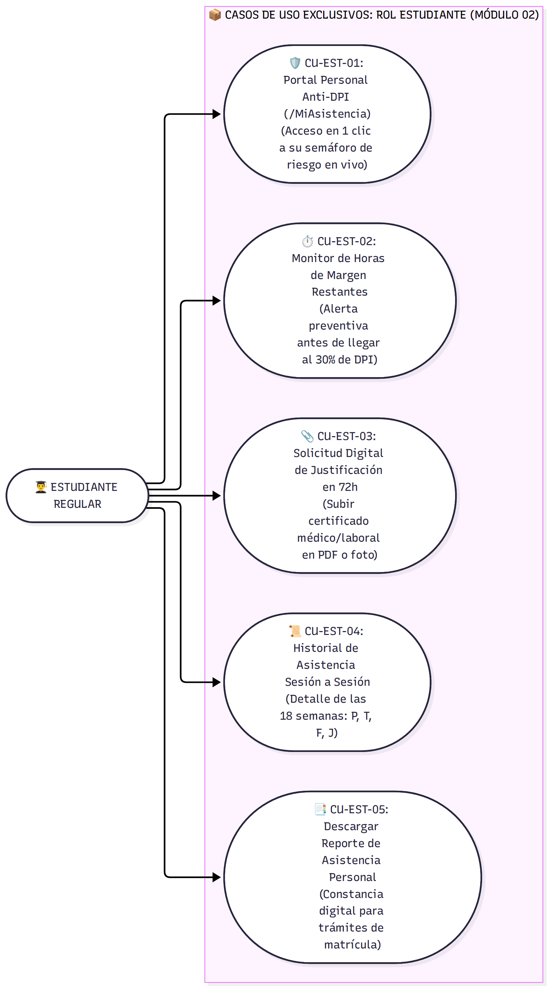 📦 CASOS DE USO EXCLUSIVOS: ROL ESTUDIANTE (MÓDULO 02)
🛡️ CU-EST-01:
Portal Personal
Anti-DPI
(/MiAsistencia)
(Acceso en 1 clic
a su semáforo de
riesgo en vivo)
⏱️ CU-EST-02:
Monitor de Horas
de Margen
Restantes
(Alerta
preventiva
antes de llegar
al 30% de DPI)
👨‍🎓 ESTUDIANTE
REGULAR
📎 CU-EST-03:
Solicitud Digital
de Justificación
en 72h
(Subir
certificado
médico/laboral
en PDF o foto)
📜 CU-EST-04:
Historial de
Asistencia
Sesión a Sesión
(Detalle de las
18 semanas: P, T,
F, J)
📑 CU-EST-05:
Descargar
Reporte de
Asistencia
Personal
(Constancia
digital para
trámites de
matrícula)